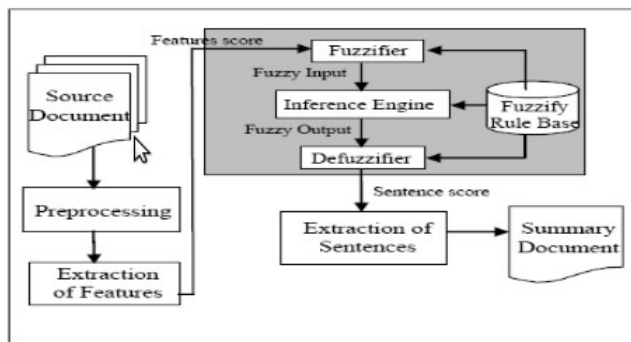 Source
Document
Preprocessing
Extraction
of Features
Features score
Fuzzifier
Fuzzy Input
Inference Engine
Fuzzy Output
Defuzzifier
Fuzzify
Rule Base
Sentence score
Extraction of
Sentences
Summary
Document